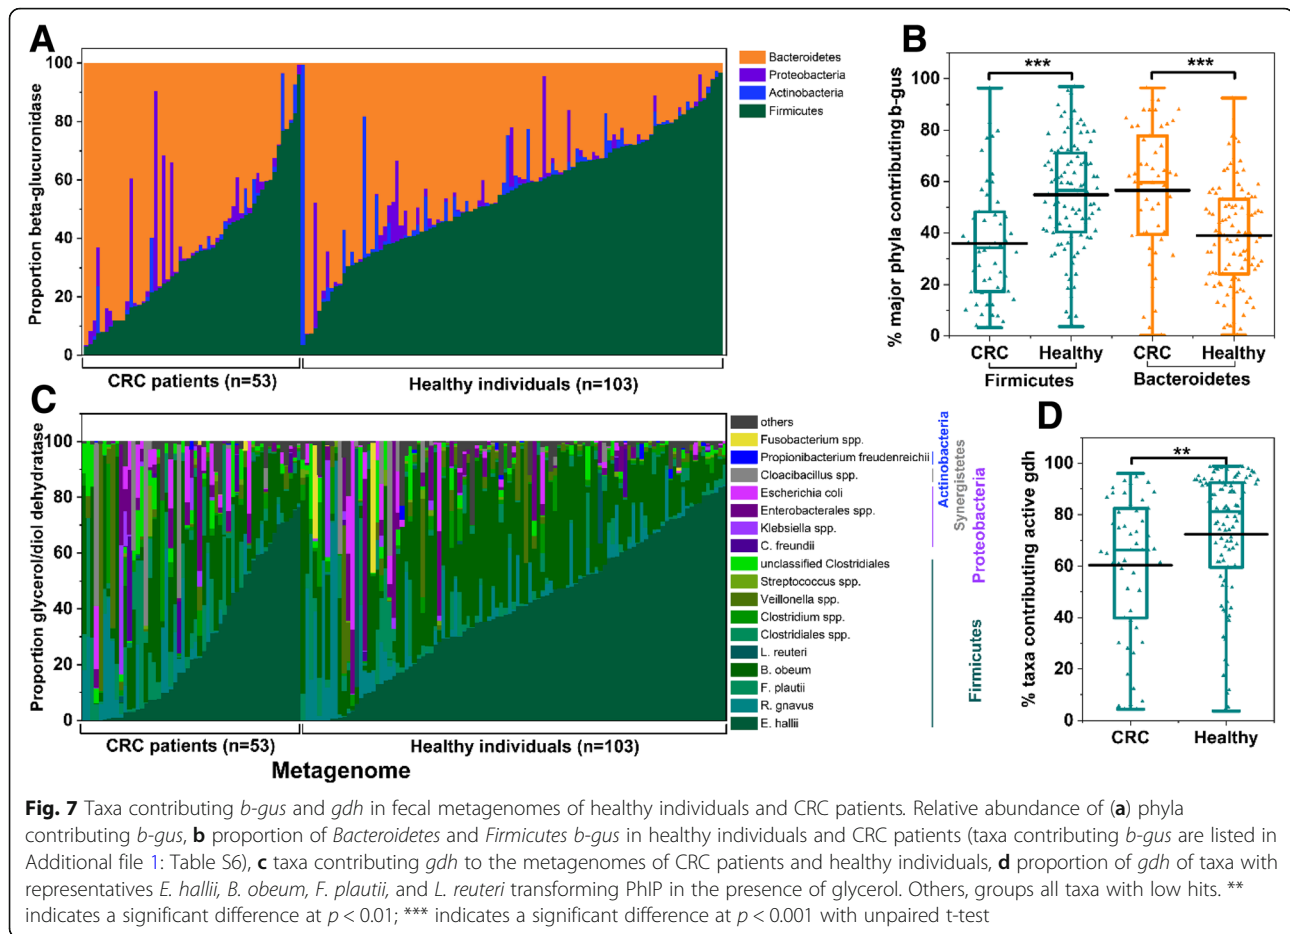 A
Proportion beta-glucuronidase
100
80
60
40
20
0
Bacteroidetes
Proteobacteria
Actinobacteria
Firmicutes
CRC patients (n=53)
Healthy individuals (n=103)
B
% major phyla contributing b-gus
100
80
60
40
20
0
***
***
CRC
Healthy
CRC
Healthy
Firmicutes
Bacteroidetes
C
Proportion glycerol/diol dehydratase
100
80
60
40
20
0
others
Fusobacterium spp.
Propionibacterium freudenreichii
Cloacibacillus spp.
Escherichia coli
Enterobacterales spp.
Klebsiella spp.
C. freundii
unclassified Clostridiales
Streptococcus spp.
Veillonella spp.
Clostridium spp.
Clostridiales spp.
L. reuteri
B. obeum
F. plautii
R. gnavus
E. hallii
Actinobacteria
Synergistetes
Proteobacteria
Firmicutes
CRC patients (n=53)
Healthy individuals (n=103)
Metagenome
D
% taxa contributing active gdh
100
80
60
40
20
0
**
CRC
Healthy
Fig. 7 Taxa contributing b-gus and gdh in fecal metagenomes of healthy individuals and CRC patients. Relative abundance of (a) phyla
contributing b-gus, b proportion of Bacteroidetes and Firmicutes b-gus in healthy individuals and CRC patients (taxa contributing b-gus are listed in
Additional file 1: Table S6), c taxa contributing gdh to the metagenomes of CRC patients and healthy individuals, d proportion of gdh of taxa with
representatives E. hallii, B. obeum, F. plautii, and L. reuteri transforming PhIP in the presence of glycerol. Others, groups all taxa with low hits. **
indicates a significant difference at p < 0.01; *** indicates a significant difference at p < 0.001 with unpaired t-test